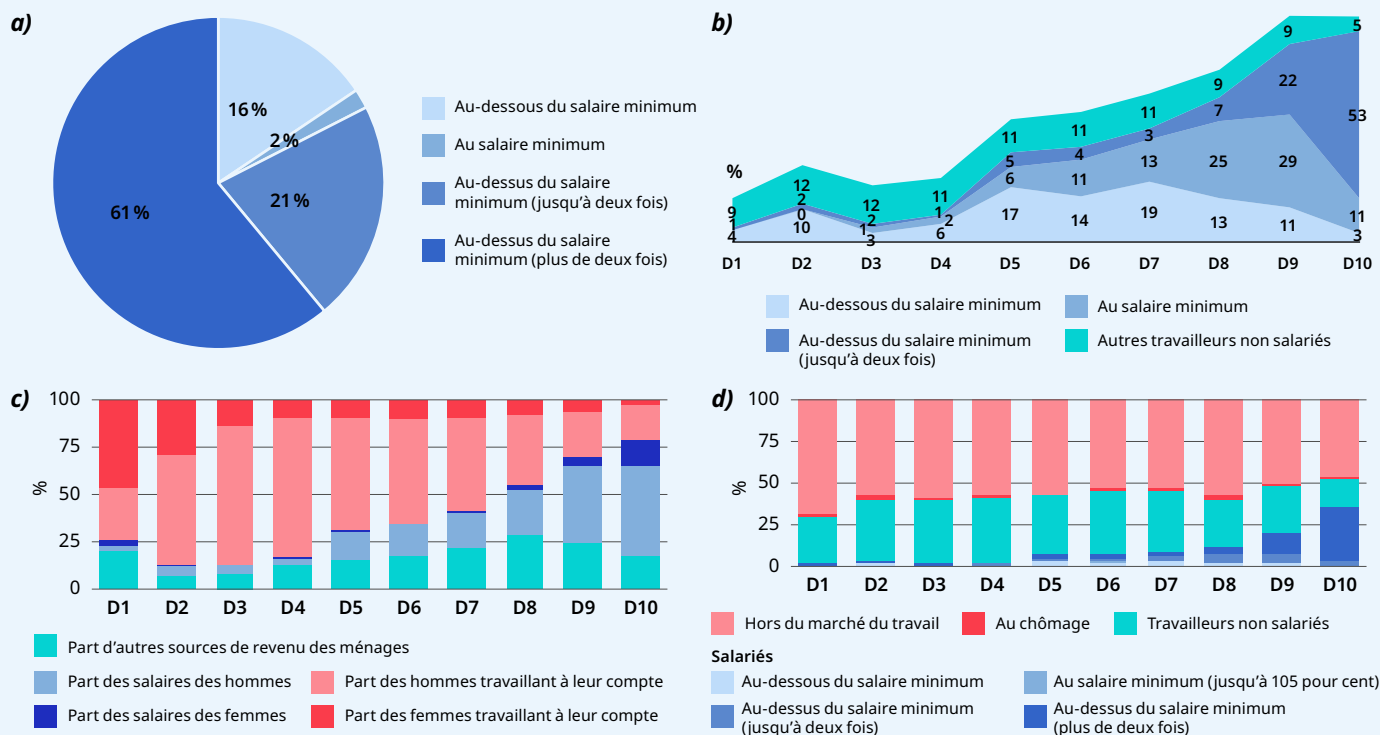 a)
16 %
2 %
21 %
61 %
Au-dessous du salaire minimum
Au salaire minimum
Au-dessus du salaire
minimum (jusqu'à deux fois)
Au-dessus du salaire
minimum (plus de deux fois)
b)
%
9 12 12 11 11 11 11 9 9 5
1 2 2 1 5 4 3 7 22 53
0 1 2 6 11 13 25 29 11
4 10 3 6 17 14 19 13 11 3
D1 D2 D3 D4 D5 D6 D7 D8 D9 D10
Au-dessous du salaire minimum
Au salaire minimum
Au-dessus du salaire minimum
(jusqu'à deux fois)
Autres travailleurs non salariés
c)
%
100
75
50
25
0
D1 D2 D3 D4 D5 D6 D7 D8 D9 D10
Part d'autres sources de revenu des ménages
Part des salaires des hommes
Part des hommes travaillant à leur compte
Part des salaires des femmes
Part des femmes travaillant à leur compte
d)
%
100
75
50
25
0
D1 D2 D3 D4 D5 D6 D7 D8 D9 D10
Hors du marché du travail
Au chômage
Travailleurs non salariés
Salariés
Au-dessous du salaire minimum
Au salaire minimum (jusqu'à 105 pour cent)
Au-dessus du salaire minimum
(jusqu'à deux fois)
Au-dessus du salaire minimum
(plus de deux fois)